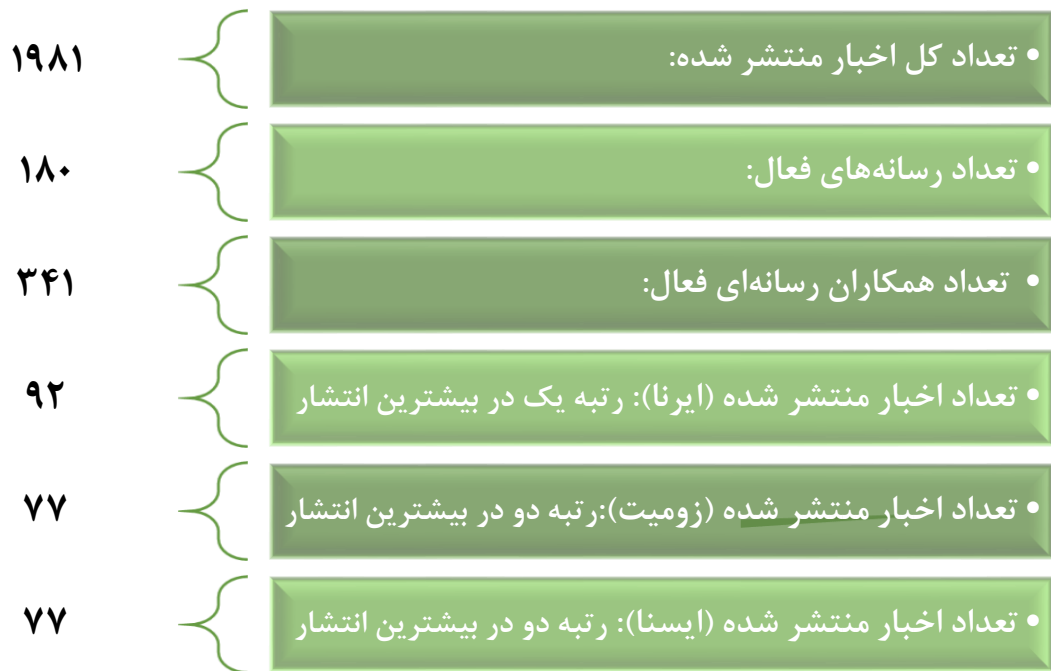 • تعداد کل اخبار منتشر شده: ۱۹۸۱
• تعداد رسانه‌های فعال: ۱۸۰
• تعداد همکاران رسانه‌ای فعال: ۳۴۱
• تعداد اخبار منتشر شده (ایرنا): رتبه یک در بیشترین انتشار ۹۲
• تعداد اخبار منتشر شده (زومیت):رتبه دو در بیشترین انتشار ۷۷
• تعداد اخبار منتشر شده (ایسنا): رتبه دو در بیشترین انتشار ۷۷